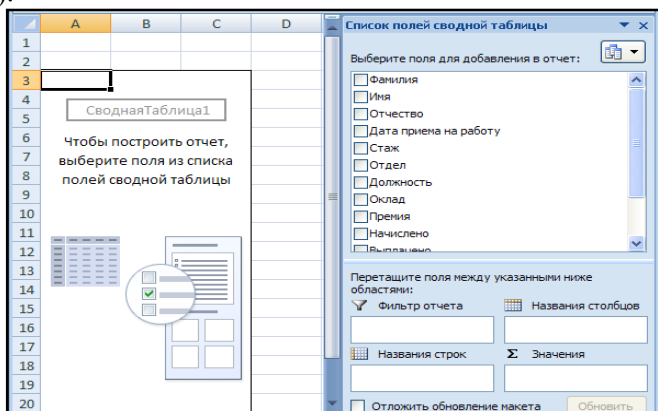 ).
A B C D
Список полей сводной таблицы
1
2
Выберите поля для добавления в отчет:
3
Фамилия
4
Имя
СводнаяТаблица1
5
Отчество
6
Чтобы построить отчет,
Дата приема на работу
7
выберите поля из списка
Стаж
8
полей сводной таблицы
Отдел
9
Должность
10
Оклад
Премия
11
Начислено
12
Выплачено
13
Перетащите поля между указанными ниже
14
областями:
15
Фильтр отчета Названия столбцов
16
17
Названия строк Σ Значения
18
19
20
Отложить обновление макета Обновить